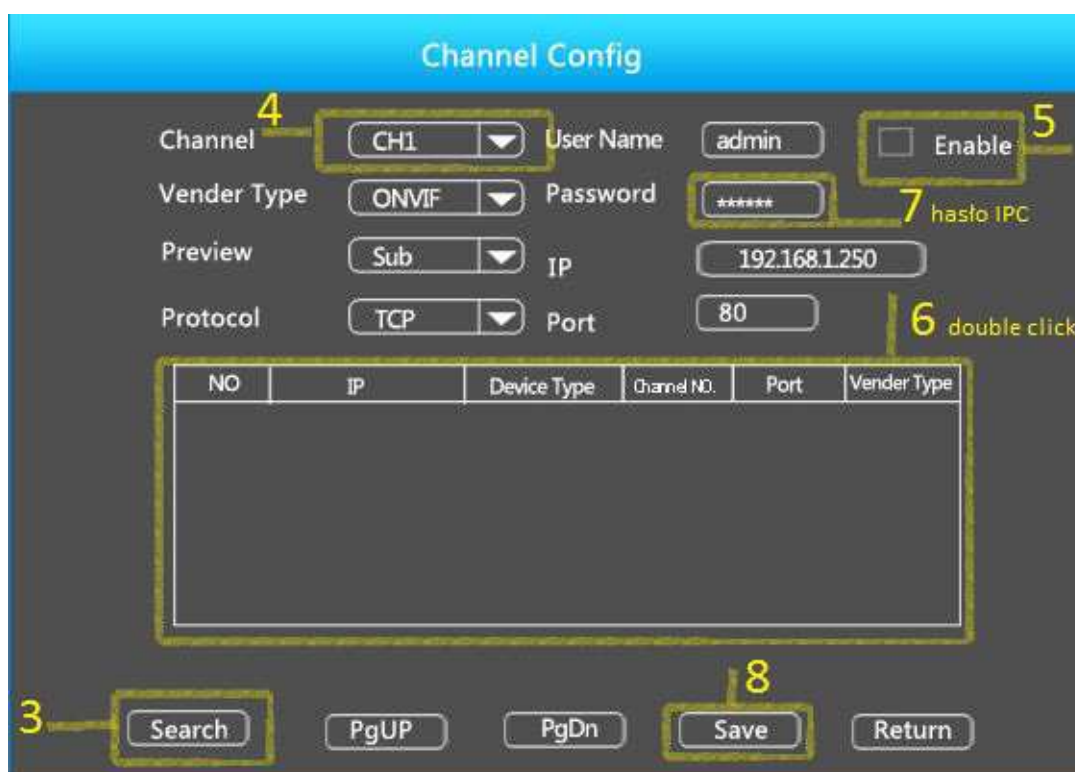 Channel Config
4
Channel CH1 User Name admin Enable 5
Vender Type ONVIF Password ****** 7 hasło IPC
Preview Sub IP 192.168.1.250
Protocol TCP Port 80 6 double click
NO IP Device Type Channel NO. Port Vender Type
3 Search PgUP PgDn Save 8 Return